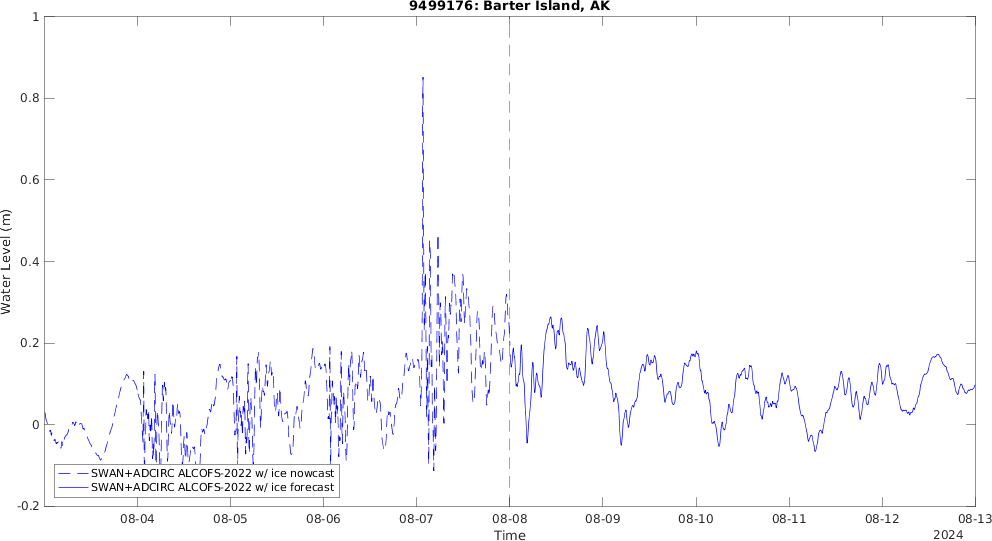 9499176: Barter Island, AK
1
0.8
0.6
0.4
0.2
0
-0.2
Water Level (m)
SWAN+ADCIRC ALCOFS-2022 w/ ice nowcast
SWAN+ADCIRC ALCOFS-2022 w/ ice forecast
08-04 08-05 08-06 08-07 08-08 08-09 08-10 08-11 08-12 08-13
Time
2024